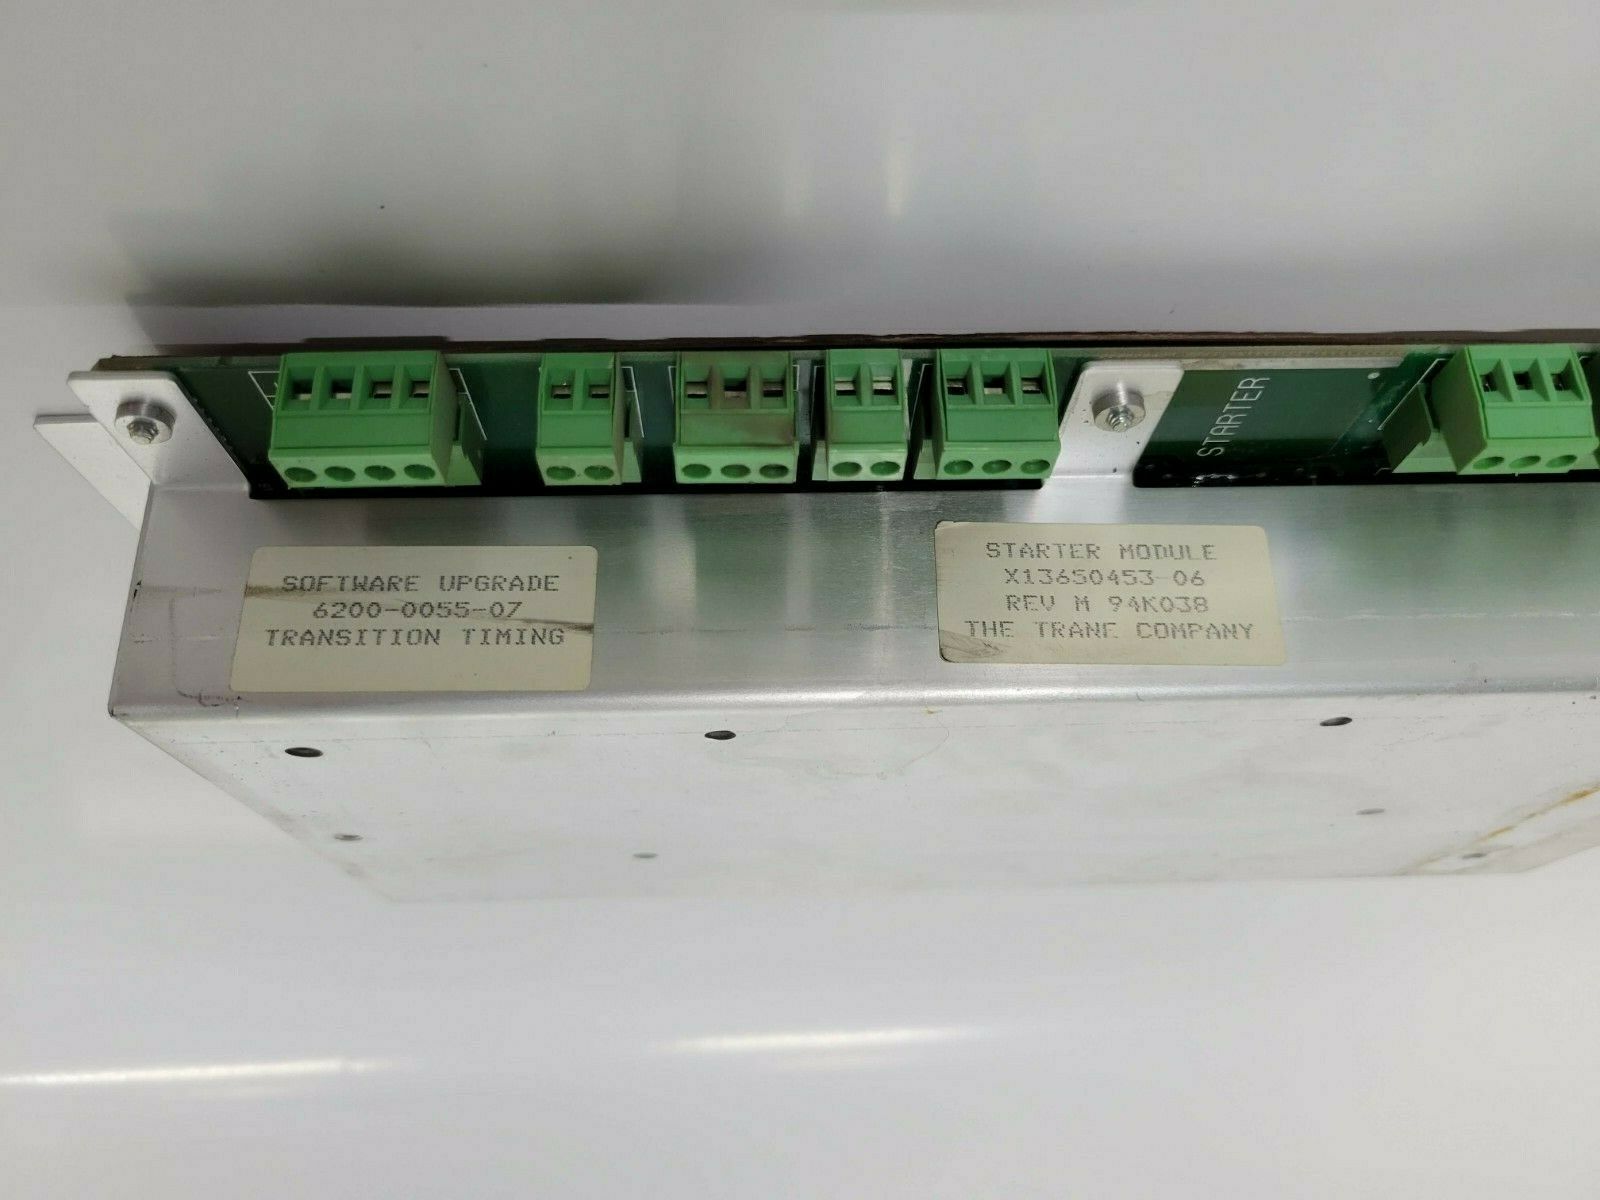 STARTER
SOFTWARE UPGRADE
6200-0055-07
TRANSITION TIMING
STARTER MODULE
X13650453-06
REV M 94K038
THE TRANE COMPANY